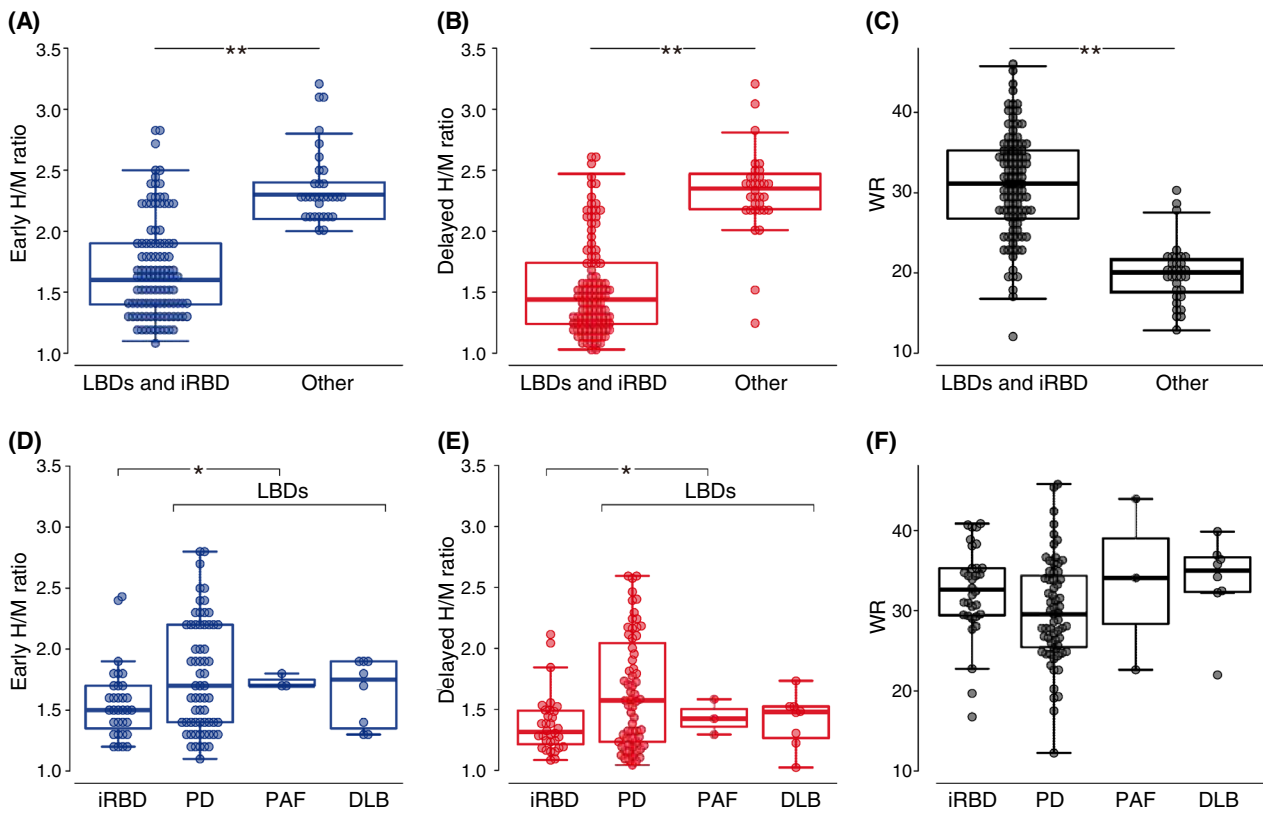 (A)
3.5
3.0
2.5
2.0
1.5
1.0
Early H/M ratio
**
LBDs and iRBD
Other
(B)
3.5
3.0
2.5
2.0
1.5
1.0
Delayed H/M ratio
**
LBDs and iRBD
Other
(C)
40
30
20
10
WR
**
LBDs and iRBD
Other
(D)
3.5
3.0
2.5
2.0
1.5
1.0
Early H/M ratio
*
LBDs
iRBD
PD
PAF
DLB
(E)
3.5
3.0
2.5
2.0
1.5
1.0
Delayed H/M ratio
*
LBDs
iRBD
PD
PAF
DLB
(F)
40
30
20
10
WR
iRBD
PD
PAF
DLB